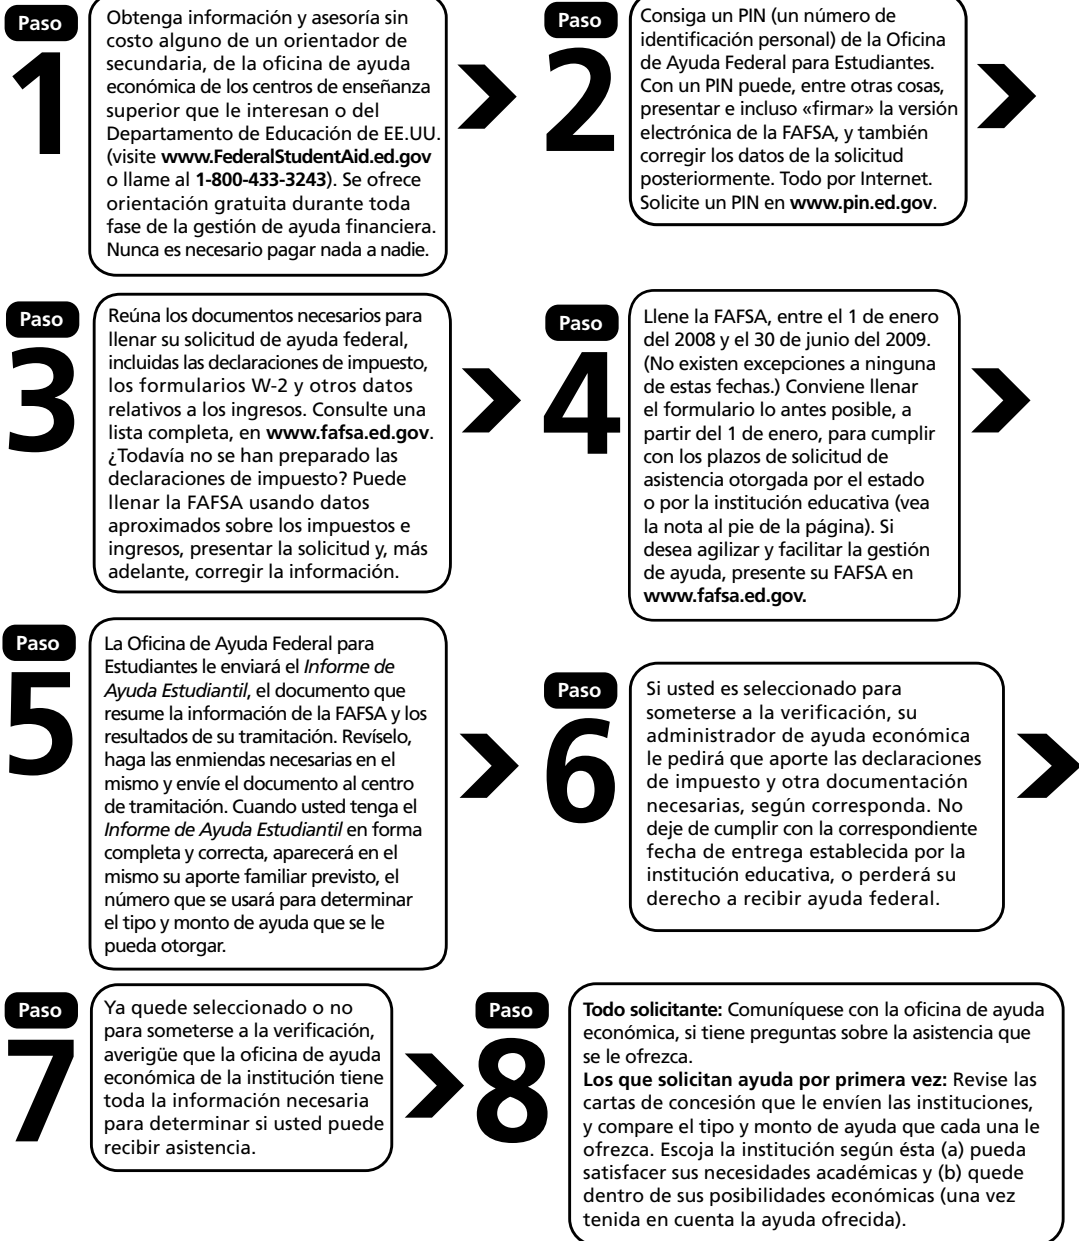 Paso
1
Obtenga información y asesoría sin
costo alguno de un orientador de
secundaria, de la oficina de ayuda
económica de los centros de enseñanza
superior que le interesan o del
Departamento de Educación de EE.UU.
(visite www.FederalStudentAid.ed.gov
o llame al 1-800-433-3243). Se ofrece
orientación gratuita durante toda
fase de la gestión de ayuda financiera.
Nunca es necesario pagar nada a nadie.
Paso
2
Consiga un PIN (un número de
identificación personal) de la Oficina
de Ayuda Federal para Estudiantes.
Con un PIN puede, entre otras cosas,
presentar e incluso «firmar» la versión
electrónica de la FAFSA, y también
corregir los datos de la solicitud
posteriormente. Todo por Internet.
Solicite un PIN en www.pin.ed.gov.
Paso
3
Reúna los documentos necesarios para
llenar su solicitud de ayuda federal,
incluidas las declaraciones de impuesto,
los formularios W-2 y otros datos
relativos a los ingresos. Consulte una
lista completa, en www.fafsa.ed.gov.
¿Todavía no se han preparado las
declaraciones de impuesto? Puede
llenar la FAFSA usando datos
aproximados sobre los impuestos e
ingresos, presentar la solicitud y, más
adelante, corregir la información.
Paso
4
Llene la FAFSA, entre el 1 de enero
del 2008 y el 30 de junio del 2009.
(No existen excepciones a ninguna
de estas fechas.) Conviene llenar
el formulario lo antes posible, a
partir del 1 de enero, para cumplir
con los plazos de solicitud de
asistencia otorgada por el estado
o por la institución educativa (vea
la nota al pie de la página). Si
desea agilizar y facilitar la gestión
de ayuda, presente su FAFSA en
www.fafsa.ed.gov.
Paso
5
La Oficina de Ayuda Federal para
Estudiantes le enviará el Informe de
Ayuda Estudiantil, el documento que
resume la información de la FAFSA y los
resultados de su tramitación. Revíselo,
haga las enmiendas necesarias en el
mismo y envíe el documento al centro
de tramitación. Cuando usted tenga el
Informe de Ayuda Estudiantil en forma
completa y correcta, aparecerá en el
mismo su aporte familiar previsto, el
número que se usará para determinar
el tipo y monto de ayuda que se le
pueda otorgar.
Paso
6
Si usted es seleccionado para
someterse a la verificación, su
administrador de ayuda económica
le pedirá que aporte las declaraciones
de impuesto y otra documentación
necesarias, según corresponda. No
deje de cumplir con la correspondiente
fecha de entrega establecida por la
institución educativa, o perderá su
derecho a recibir ayuda federal.
Paso
7
Ya quede seleccionado o no
para someterse a la verificación,
averigüe que la oficina de ayuda
económica de la institución tiene
toda la información necesaria
para determinar si usted puede
recibir asistencia.
Paso
8
Todo solicitante: Comuníquese con la oficina de ayuda
económica, si tiene preguntas sobre la asistencia que
se le ofrezca.
Los que solicitan ayuda por primera vez: Revise las
cartas de concesión que le envíen las instituciones,
y compare el tipo y monto de ayuda que cada una le
ofrezca. Escoja la institución según ésta (a) pueda
satisfacer sus necesidades académicas y (b) quede
dentro de sus posibilidades económicas (una vez
tenida en cuenta la ayuda ofrecida).